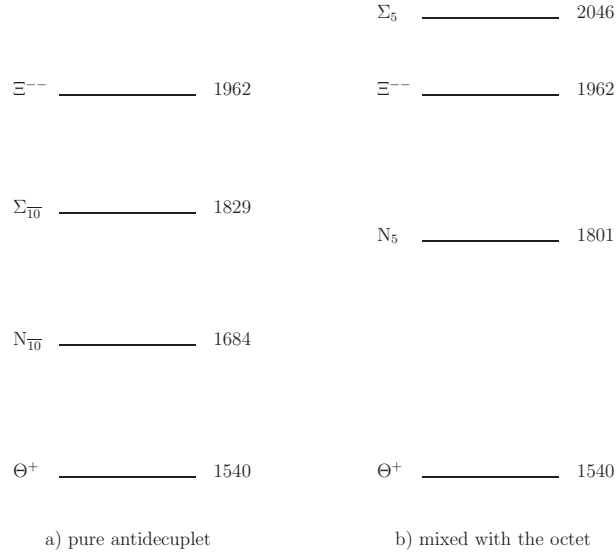 Σ5 2046
Ξ−− 1962 Ξ−− 1962
Σ10 1829
N5 1801
N10 1684
Θ+ 1540 Θ+ 1540
a) pure antidecuplet b) mixed with the octet